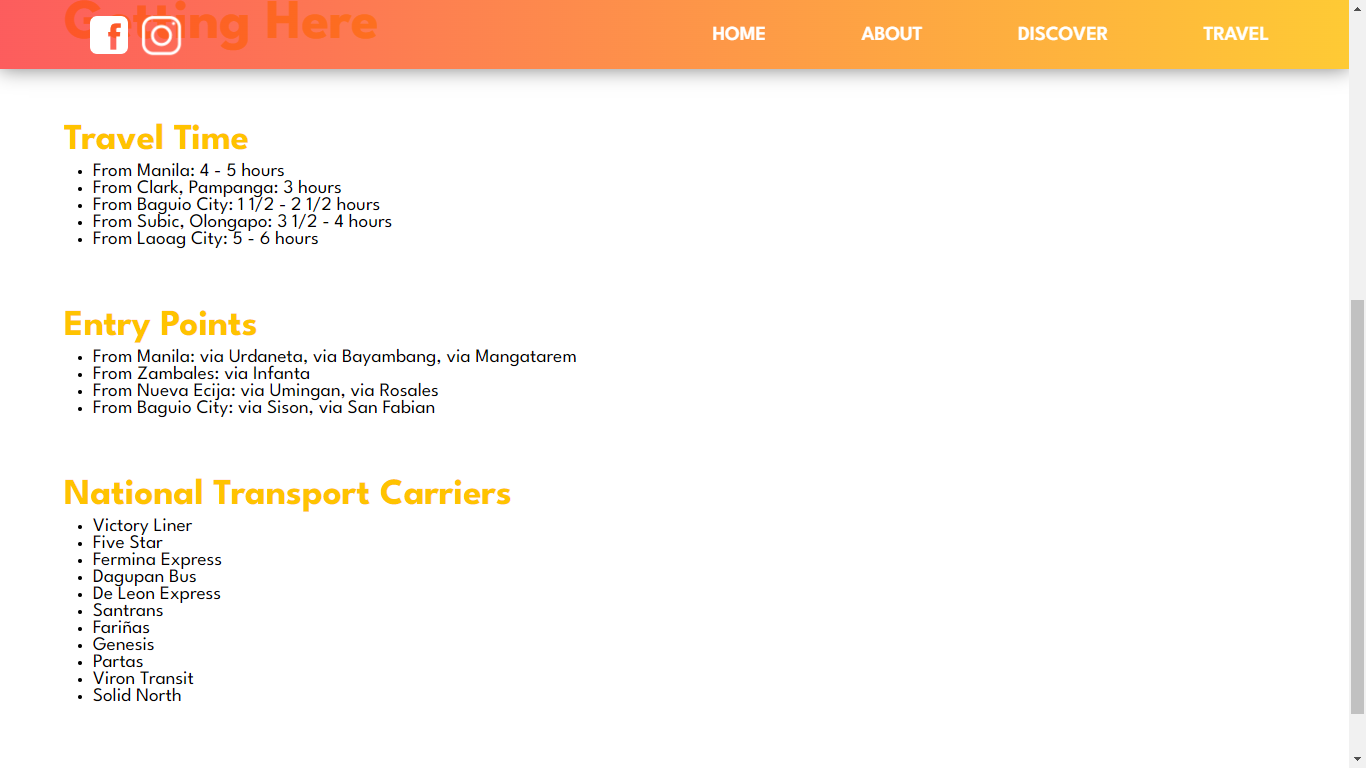 Getting Here
HOME ABOUT DISCOVER TRAVEL
Travel Time
From Manila: 4 - 5 hours
From Clark, Pampanga: 3 hours
From Baguio City: 1 1/2 - 2 1/2 hours
From Subic, Olongapo: 3 1/2 - 4 hours
From Laoag City: 5 - 6 hours
Entry Points
From Manila: via Urdaneta, via Bayambang, via Mangatarem
From Zambales: via Infanta
From Nueva Ecija: via Umingan, via Rosales
From Baguio City: via Sison, via San Fabian
National Transport Carriers
Victory Liner
Five Star
Fermina Express
Dagupan Bus
De Leon Express
Santrans
Fariñas
Genesis
Partas
Viron Transit
Solid North